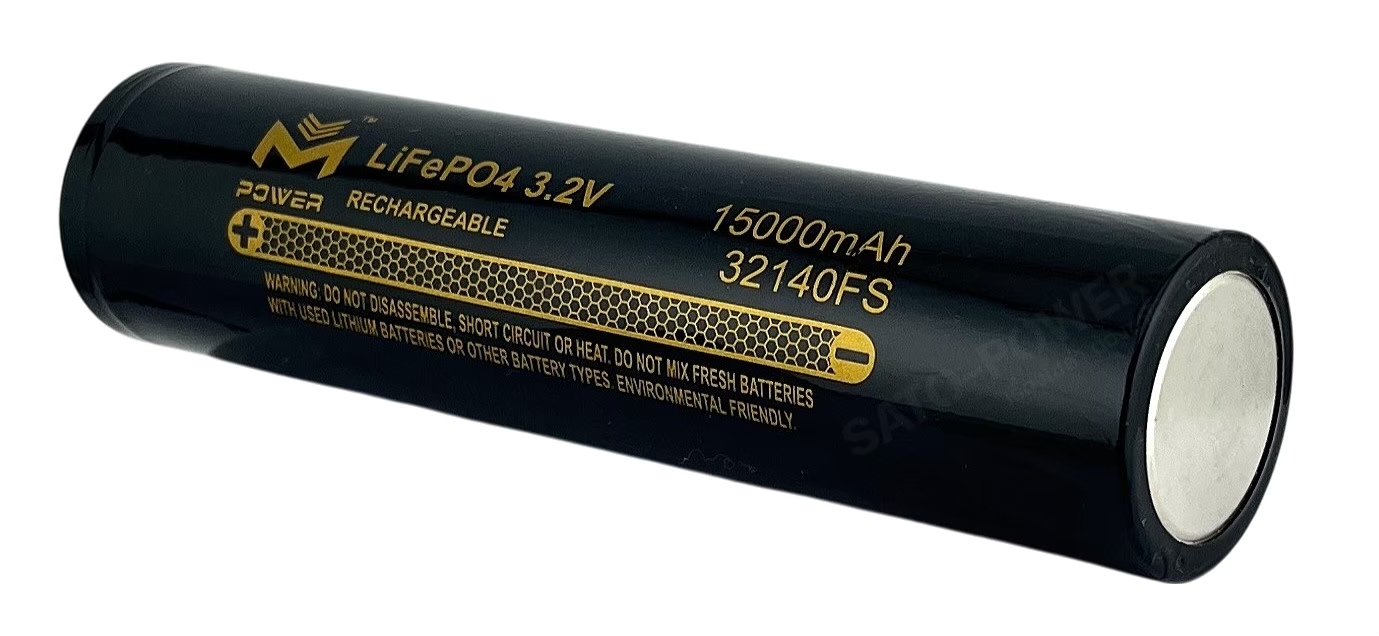 M ™
POWER
LiFePO4 3.2V
RECHARGEABLE
15000mAh
32140FS
+
−
WARNING: DO NOT DISASSEMBLE, SHORT CIRCUIT OR HEAT. DO NOT MIX FRESH BATTERIES
WITH USED LITHIUM BATTERIES OR OTHER BATTERY TYPES. ENVIRONMENTAL FRIENDLY.